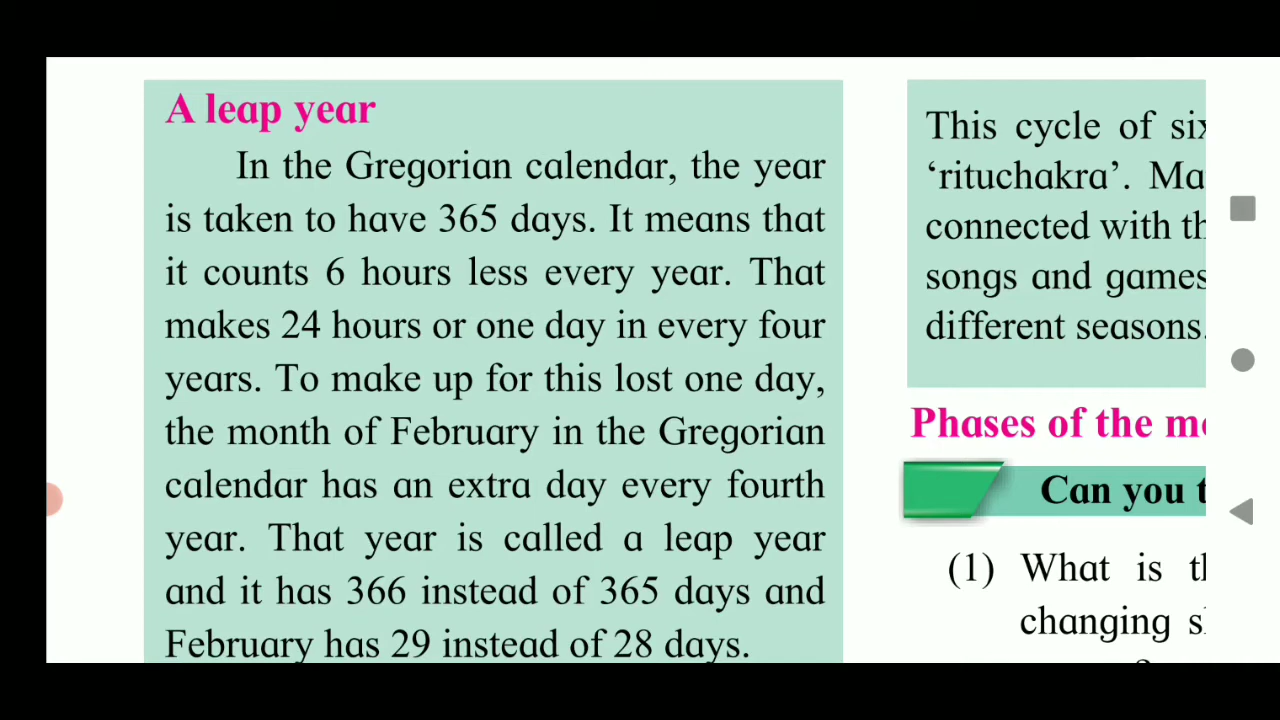 A leap year
In the Gregorian calendar, the year
is taken to have 365 days. It means that
it counts 6 hours less every year. That
makes 24 hours or one day in every four
years. To make up for this lost one day,
the month of February in the Gregorian
calendar has an extra day every fourth
year. That year is called a leap year
and it has 366 instead of 365 days and
February has 29 instead of 28 days.
This cycle of six
‘rituchakra’. Ma
connected with th
songs and games
different seasons.
Phases of the m
Can you t
(1) What is t
changing s